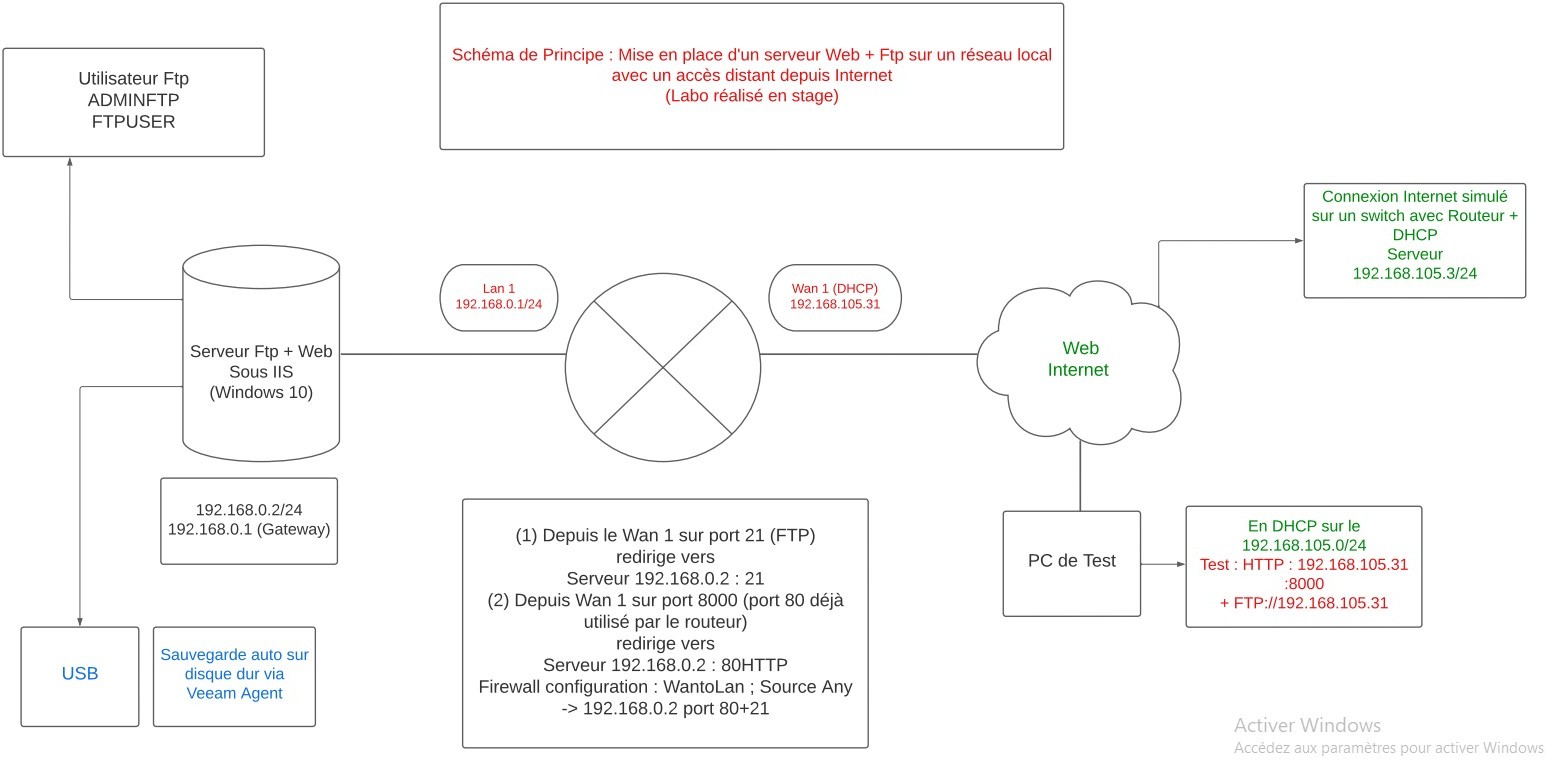 Schéma de Principe : Mise en place d'un serveur Web + Ftp sur un réseau local
avec un accès distant depuis Internet
(Labo réalisé en stage)
Utilisateur Ftp
ADMINFTP
FTPUSER
Connexion Internet simulé
sur un switch avec Routeur +
DHCP
Serveur
192.168.105.3/24
Lan 1
192.168.0.1/24
Wan 1 (DHCP)
192.168.105.31
Serveur Ftp + Web
Sous IIS
(Windows 10)
Web
Internet
192.168.0.2/24
192.168.0.1 (Gateway)
(1) Depuis le Wan 1 sur port 21 (FTP)
redirige vers
Serveur 192.168.0.2 : 21
(2) Depuis Wan 1 sur port 8000 (port 80 déjà
utilisé par le routeur)
redirige vers
Serveur 192.168.0.2 : 80HTTP
Firewall configuration : WantoLan ; Source Any
-> 192.168.0.2 port 80+21
PC de Test
En DHCP sur le
192.168.105.0/24
Test : HTTP : 192.168.105.31
:8000
+ FTP://192.168.105.31
USB
Sauvegarde auto sur
disque dur via
Veeam Agent
Activer Windows
Accédez aux paramètres pour activer Windows